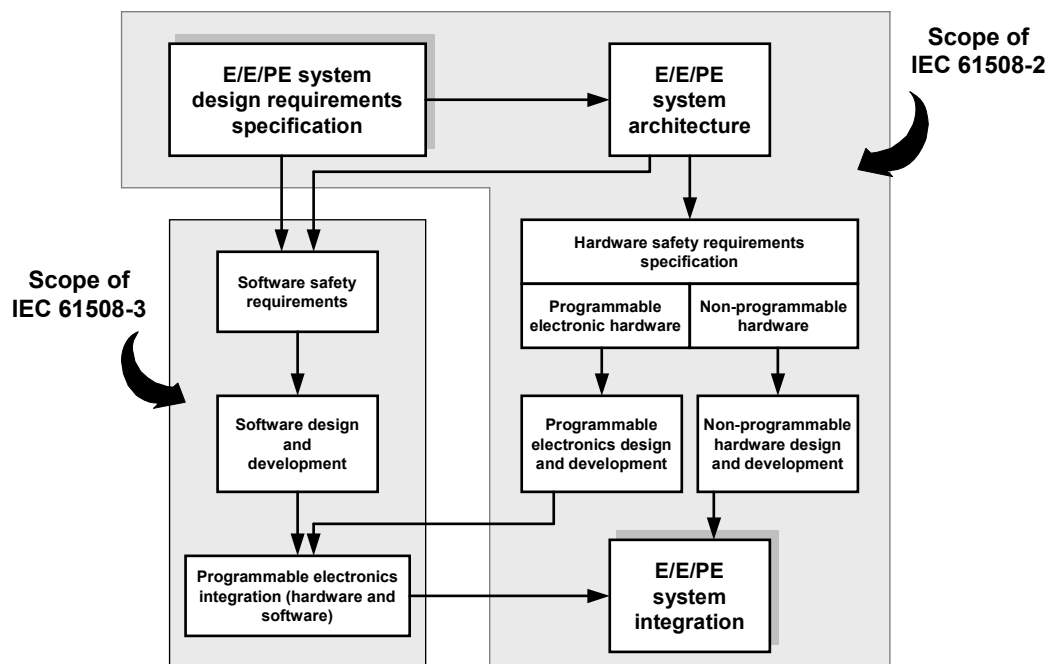 Scope of
IEC 61508-2
E/E/PE system
design requirements
specification
E/E/PE
system
architecture
Scope of
IEC 61508-3
Software safety
requirements
Hardware safety requirements
specification
Programmable
electronic hardware
Non-programmable
hardware
Software design
and
development
Programmable
electronics design
and development
Non-programmable
hardware design
and development
Programmable electronics
integration (hardware and
software)
E/E/PE
system
integration